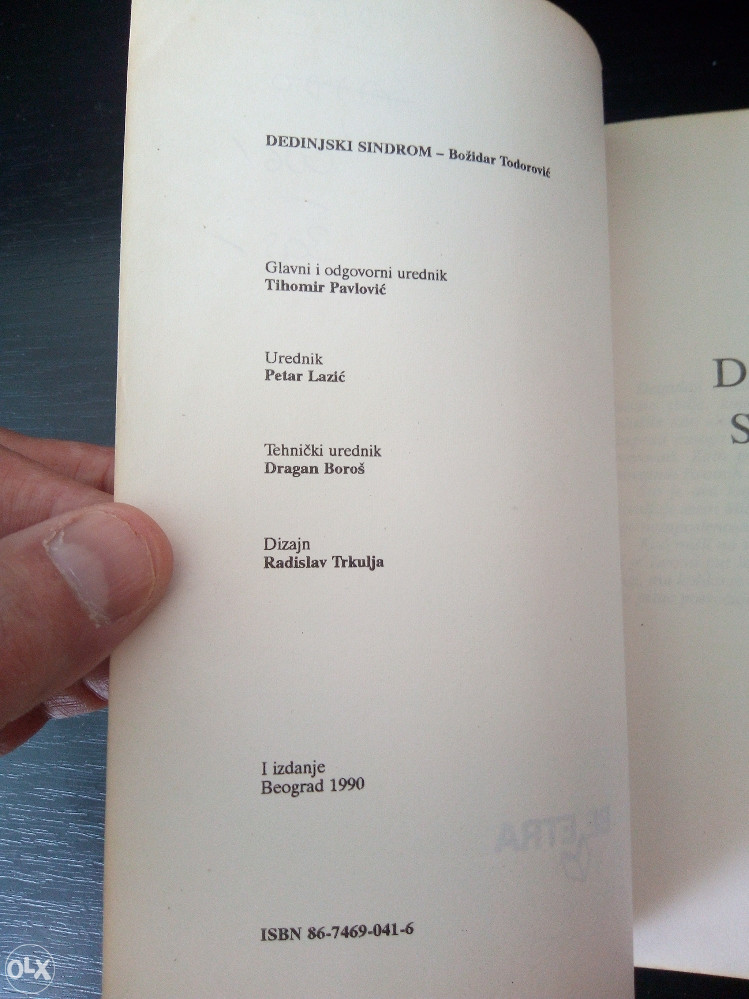 DEDINJSKI SINDROM – Božidar Todorović
Glavni i odgovorni urednik
Tihomir Pavlović
Urednik
Petar Lazić
Tehnički urednik
Dragan Boroš
Dizajn
Radislav Trkulja
I izdanje
Beograd 1990
ISBN 86-7469-041-6
D
S
OLX